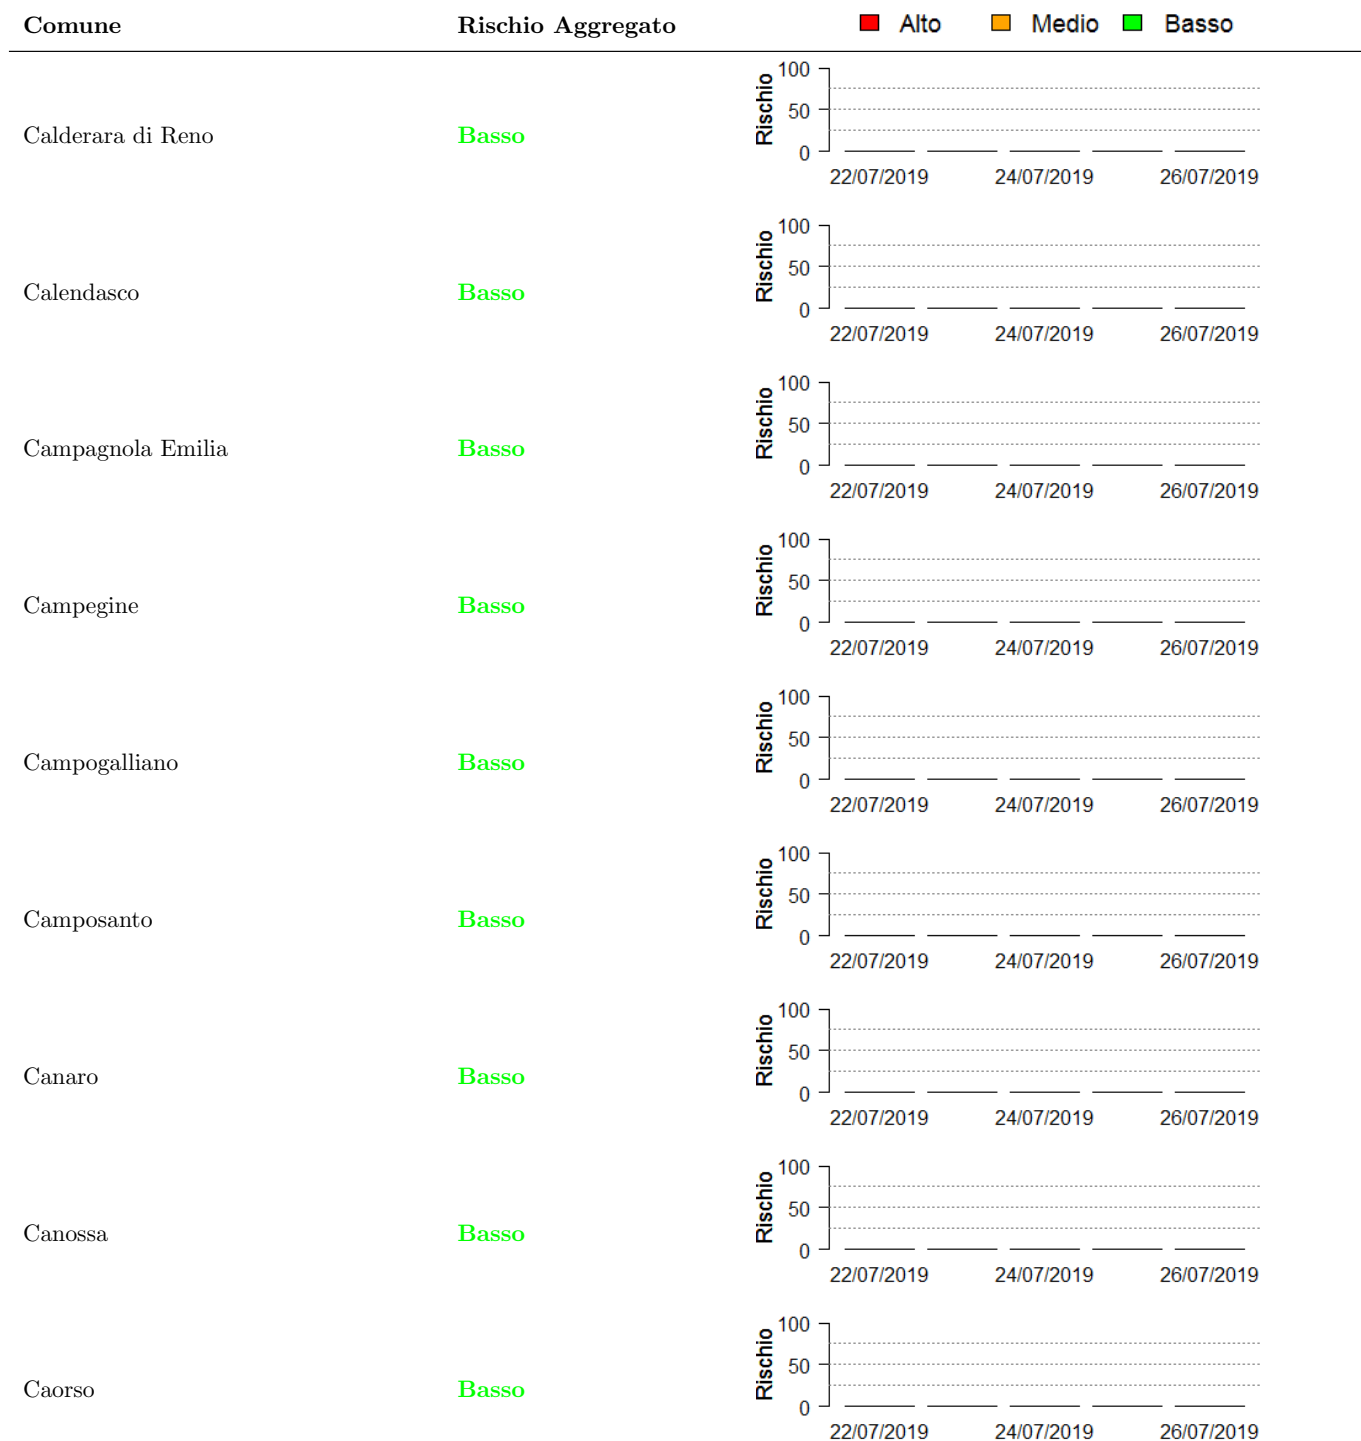 Comune Rischio Aggregato Alto Medio Basso
100
50
0
Rischio
Calderara di Reno Basso
22/07/2019 24/07/2019 26/07/2019
100
50
0
Rischio
Calendasco Basso
22/07/2019 24/07/2019 26/07/2019
100
50
0
Rischio
Campagnola Emilia Basso
22/07/2019 24/07/2019 26/07/2019
100
50
0
Rischio
Campegine Basso
22/07/2019 24/07/2019 26/07/2019
100
50
0
Rischio
Campogalliano Basso
22/07/2019 24/07/2019 26/07/2019
100
50
0
Rischio
Camposanto Basso
22/07/2019 24/07/2019 26/07/2019
100
50
0
Rischio
Canaro Basso
22/07/2019 24/07/2019 26/07/2019
100
50
0
Rischio
Canossa Basso
22/07/2019 24/07/2019 26/07/2019
100
50
0
Rischio
Caorso Basso
22/07/2019 24/07/2019 26/07/2019